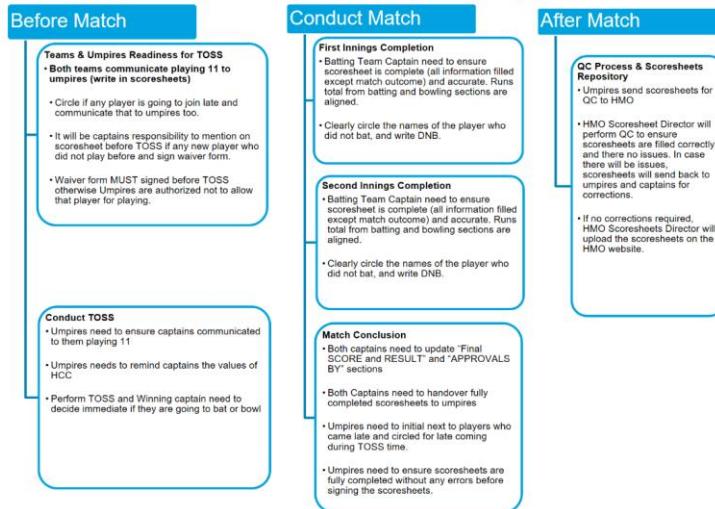 Before Match
Teams & Umpires Readiness for TOSS
• Both teams communicate playing 11 to
umpires (write in scoresheets)
• Circle if any player is going to join late and
communicate that to umpires too.
• It will be captains responsibility to mention on
scoresheet before TOSS if any new player who
did not play before and sign waiver form.
• Waiver form MUST signed before TOSS
otherwise Umpires are authorized not to allow
that player for playing.
Conduct TOSS
• Umpires need to ensure captains communicated
to them playing 11
• Umpires needs to remind captains the values of
HCC
• Perform TOSS and Winning captain need to
decide immediate if they are going to bat or bowl
Conduct Match
First Innings Completion
• Batting Team Captain need to ensure
scoresheet is complete (all information filled
except match outcome) and accurate. Runs
total from batting and bowling sections are
aligned.
• Clearly circle the names of the player who
did not bat, and write DNB.
Second Innings Completion
• Batting Team Captain need to ensure
scoresheet is complete (all information filled
except match outcome) and accurate. Runs
total from batting and bowling sections are
aligned.
• Clearly circle the names of the player who
did not bat, and write DNB.
Match Conclusion
• Both captains need to update "Final
SCORE and RESULT" and "APPROVALS
BY" sections
• Both Captains need to handover fully
completed scoresheets to umpires
• Umpires need to initial next to players who
came late and circled for late coming
during TOSS time.
• Umpires need to ensure scoresheets are
fully completed without any errors before
signing the scoresheets.
After Match
QC Process & Scoresheets
Repository
• Umpires send scoresheets for
QC to HMO
• HMO Scoresheet Director will
perform QC to ensure
scoresheets are filled correctly
and there no issues. In case
there will be issues,
scoresheets will send back to
umpires and captains for
corrections.
• If no corrections required,
HMO Scoresheets Director will
upload the scoresheets on the
HMO website.